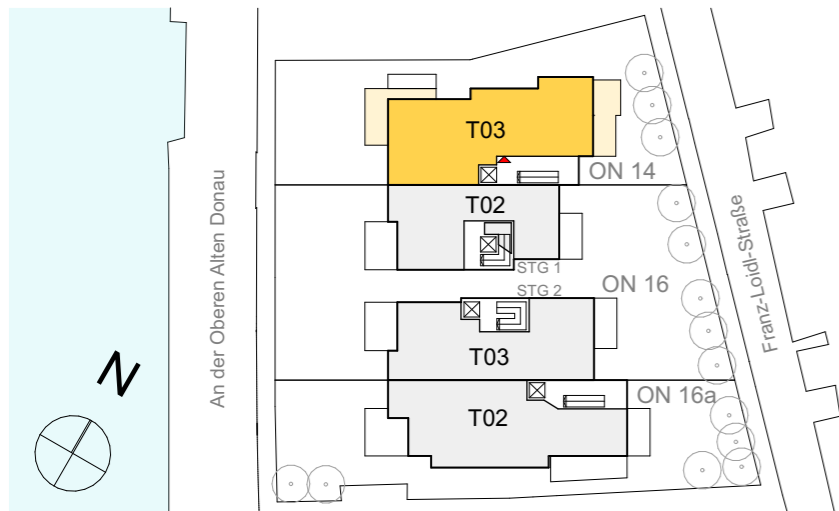 T03
ON 14
T02
STG 1
STG 2
ON 16
T03
ON 16a
T02
An der Oberen Alten Donau
Franz-Loidl-Straße
N